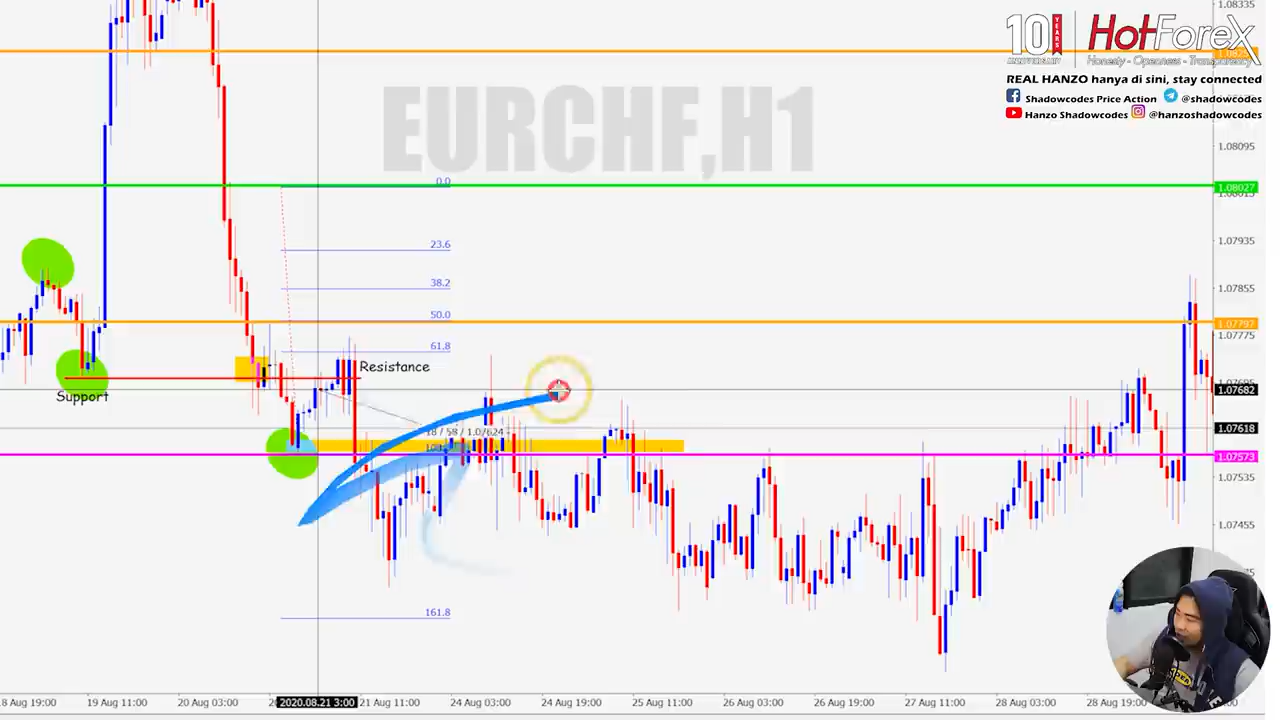 1.08335
10 YEARS ANNIVERSARY HotForex
Honesty - Openness - Transparency
REAL HANZO hanya di sini, stay connected
Shadowcodes Price Action @shadowcodes
Hanzo Shadowcodes @hanzoshadowcodes
EURCHF,H1
1.08095
1.08027
0.0
1.07935
23.6
1.07855
38.2
50.0
1.07797
61.8
Resistance
Support
1.07682
1.07618
1.07573
1.07535
1.07455
161.8
19 Aug 11:00
20 Aug 03:00
2020.08.21 3:00
21 Aug 11:00
24 Aug 03:00
24 Aug 19:00
25 Aug 11:00
26 Aug 03:00
26 Aug 19:00
27 Aug 11:00
28 Aug 03:00
28 Aug 19:00